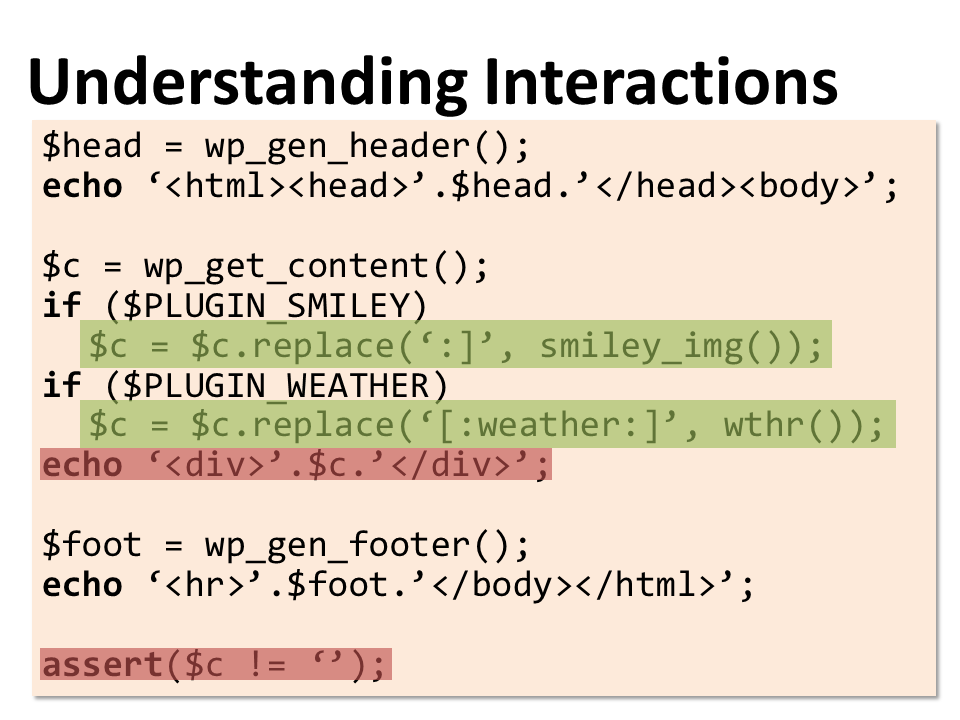 Understanding Interactions
$head = wp_gen_header();
echo ‘<html><head>’.$head.’</head><body>’;
$c = wp_get_content();
if ($PLUGIN_SMILEY)
$c = $c.replace(‘:]’, smiley_img());
if ($PLUGIN_WEATHER)
$c = $c.replace(‘[:weather:]’, wthr());
echo ‘<div>’.$c.’</div>’;
$foot = wp_gen_footer();
echo ‘<hr>’.$foot.’</body></html>’;
assert($c != ‘’);